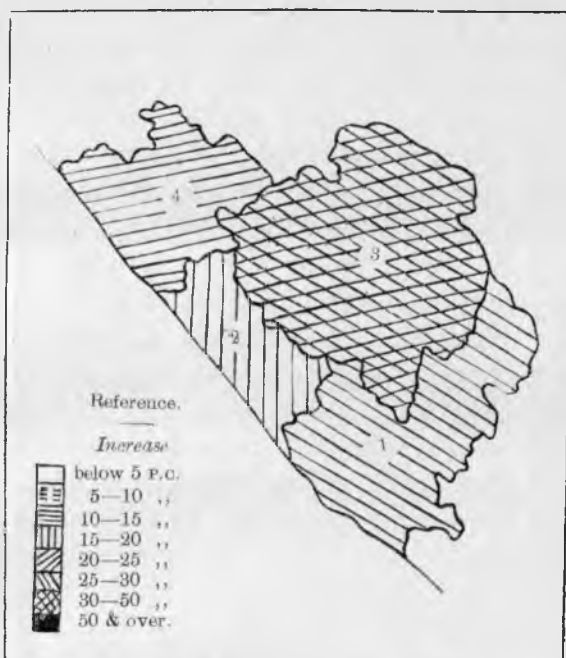 4
3
2
1
Reference.
Increase
below 5 P.C.
5—10 ,,
10—15 ,,
15—20 ,,
20—25 ,,
25—30 ,,
30—50 ,,
50 & over.